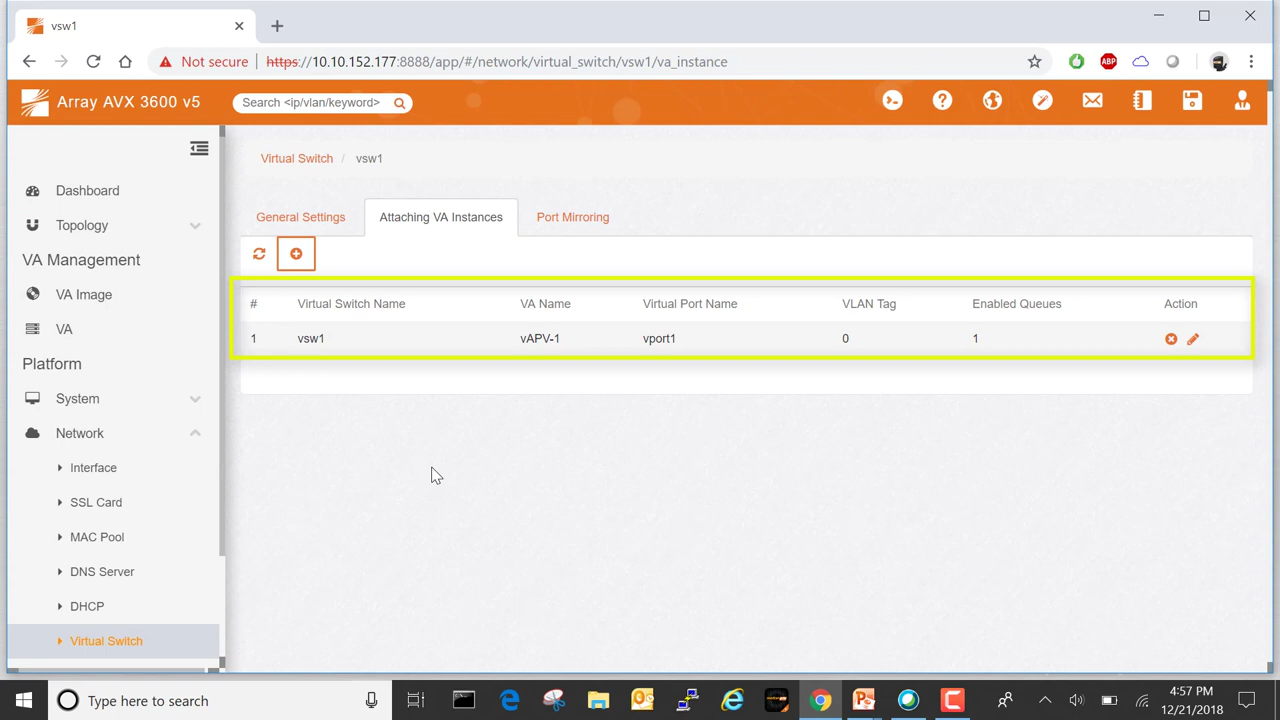 vsw1
Not secure
https://10.10.152.177:8888/app/#/network/virtual_switch/vsw1/va_instance
ABP
Array AVX 3600 v5
Search <ip/vlan/keyword>
Dashboard
Topology
VA Management
VA Image
VA
Platform
System
Network
Interface
SSL Card
MAC Pool
DNS Server
DHCP
Virtual Switch
Virtual Switch / vsw1
General Settings
Attaching VA Instances
Port Mirroring
# Virtual Switch Name VA Name Virtual Port Name VLAN Tag Enabled Queues Action
1 vsw1 vAPV-1 vport1 0 1
Type here to search
4:57 PM
12/21/2018